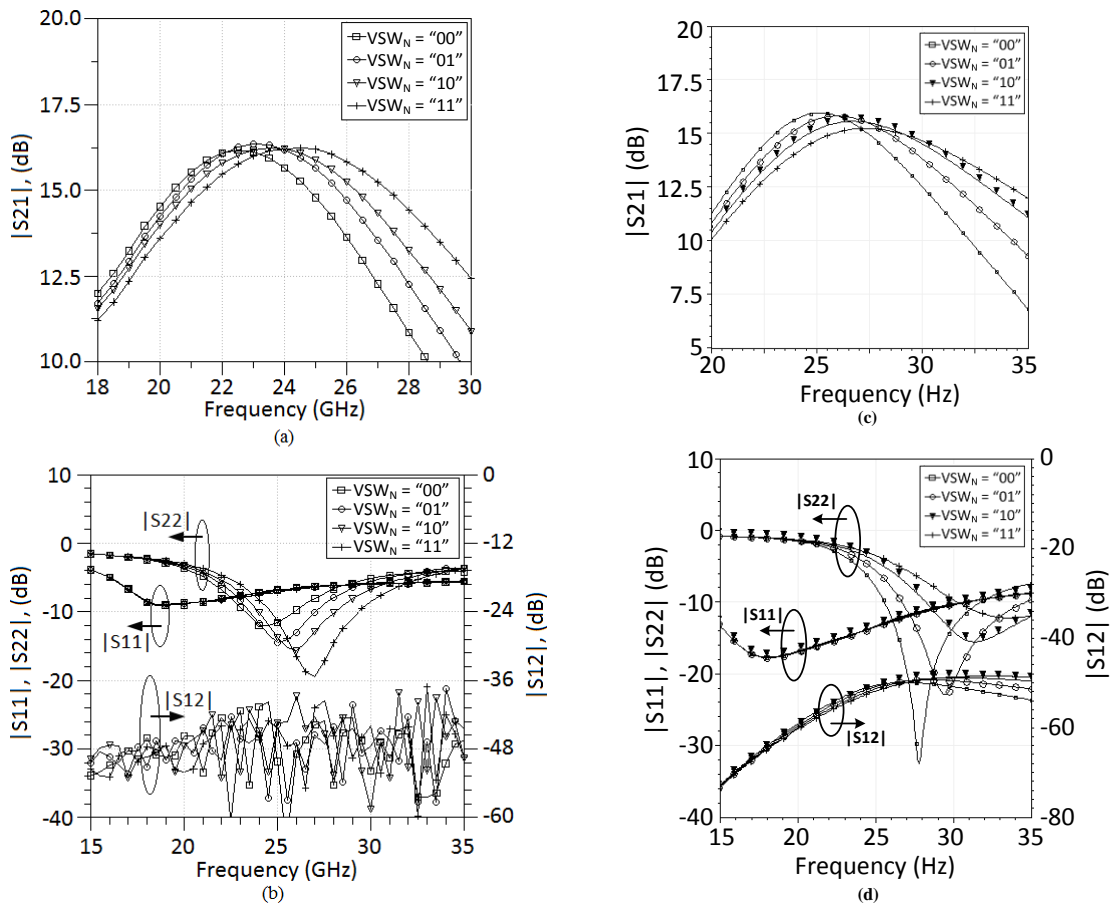 20.0
17.5
15.0
12.5
10.0
|S21|, (dB)
VSWN = “00”
VSWN = “01”
VSWN = “10”
VSWN = “11”
18 20 22 24 26 28 30
Frequency (GHz)
(a)
20
17.5
15
12.5
10
7.5
5
|S21| (dB)
VSWN = “00”
VSWN = “01”
VSWN = “10”
VSWN = “11”
20 25 30 35
Frequency (Hz)
(c)
10
0
-10
-20
-30
-40
|S11|, |S22|, (dB)
VSWN = “00”
VSWN = “01”
VSWN = “10”
VSWN = “11”
|S22|
|S11|
|S12|
0
-12
-24
-36
-48
-60
|S12|, (dB)
15 20 25 30 35
Frequency (GHz)
(b)
10
0
-10
-20
-30
-40
|S11|, |S22| (dB)
VSWN = “00”
VSWN = “01”
VSWN = “10”
VSWN = “11”
|S22|
|S11|
|S12|
0
-20
-40
-60
-80
|S12| (dB)
15 20 25 30 35
Frequency (Hz)
(d)